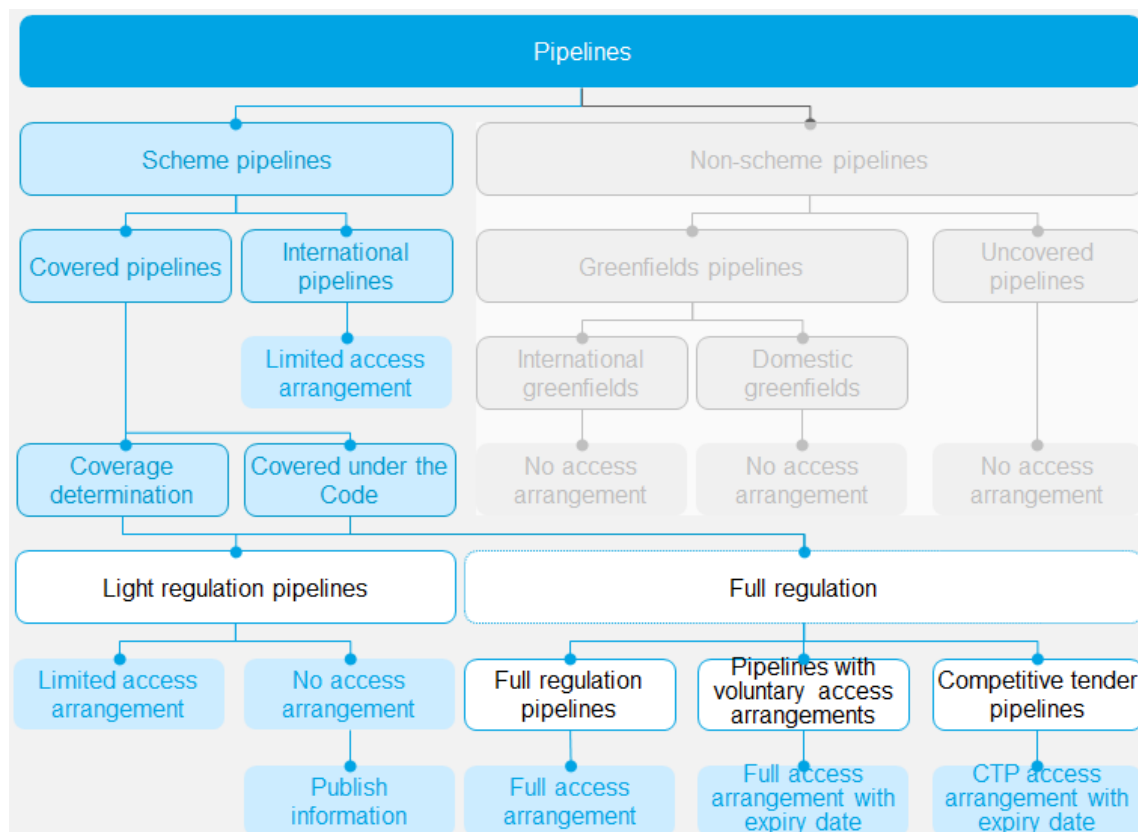 Pipelines
Scheme pipelines
Non-scheme pipelines
Covered pipelines
International
pipelines
Greenfields pipelines
Uncovered
pipelines
Limited access
arrangement
International
greenfields
Domestic
greenfields
Coverage
determination
Covered under the
Code
No access
arrangement
No access
arrangement
No access
arrangement
Light regulation pipelines
Full regulation
Limited access
arrangement
No access
arrangement
Full regulation
pipelines
Pipelines with
voluntary access
arrangements
Competitive tender
pipelines
Publish
information
Full access
arrangement
Full access
arrangement with
expiry date
CTP access
arrangement with
expiry date